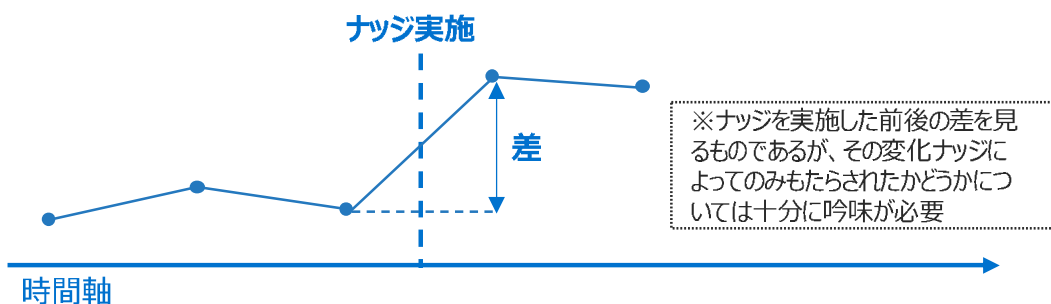 ナッジ実施
差
※ナッジを実施した前後の差を見
るものであるが、その変化ナッジに
よってのみもたらされたかどうかにつ
いては十分に吟味が必要
時間軸